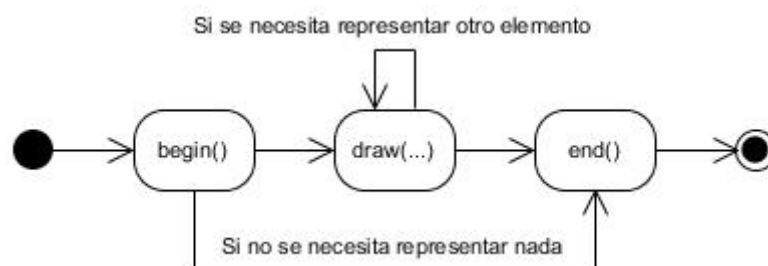 Si se necesita representar otro elemento
begin()
draw(...)
end()
Si no se necesita representar nada